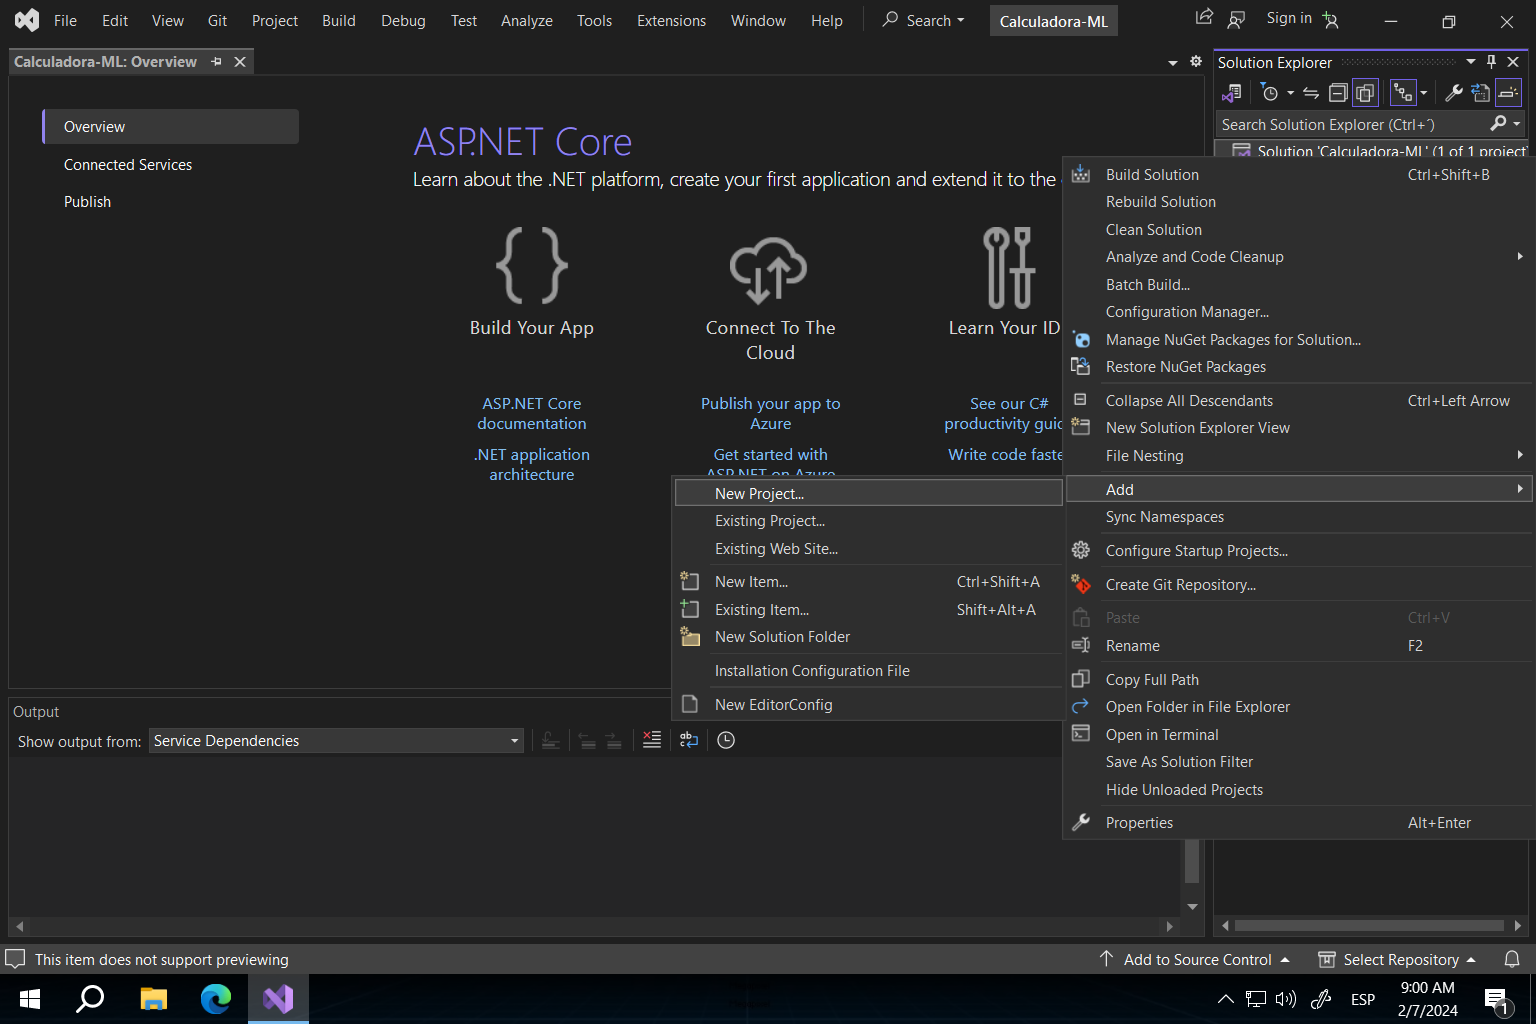 File Edit View Git Project Build Debug Test Analyze Tools Extensions Window Help Search Calculadora-ML Sign in
Calculadora-ML: Overview
Solution Explorer
Search Solution Explorer (Ctrl+´)
Solution 'Calculadora-ML' (1 of 1 project
Overview
Connected Services
Publish
ASP.NET Core
Learn about the .NET platform, create your first application and extend it to the
Build Your App
Connect To The
Cloud
Learn Your ID
ASP.NET Core
documentation
.NET application
architecture
Publish your app to
Azure
Get started with
ASP.NET on Azure
See our C#
productivity guid
Write code faste
Build Solution Ctrl+Shift+B
Rebuild Solution
Clean Solution
Analyze and Code Cleanup
Batch Build...
Configuration Manager...
Manage NuGet Packages for Solution...
Restore NuGet Packages
Collapse All Descendants Ctrl+Left Arrow
New Solution Explorer View
File Nesting
Add
Sync Namespaces
Configure Startup Projects...
Create Git Repository...
Paste Ctrl+V
Rename F2
Copy Full Path
Open Folder in File Explorer
Open in Terminal
Save As Solution Filter
Hide Unloaded Projects
Properties Alt+Enter
New Project...
Existing Project...
Existing Web Site...
New Item... Ctrl+Shift+A
Existing Item... Shift+Alt+A
New Solution Folder
Installation Configuration File
New EditorConfig
Output
Show output from: Service Dependencies
This item does not support previewing
Add to Source Control
Select Repository
ESP
9:00 AM
2/7/2024
1